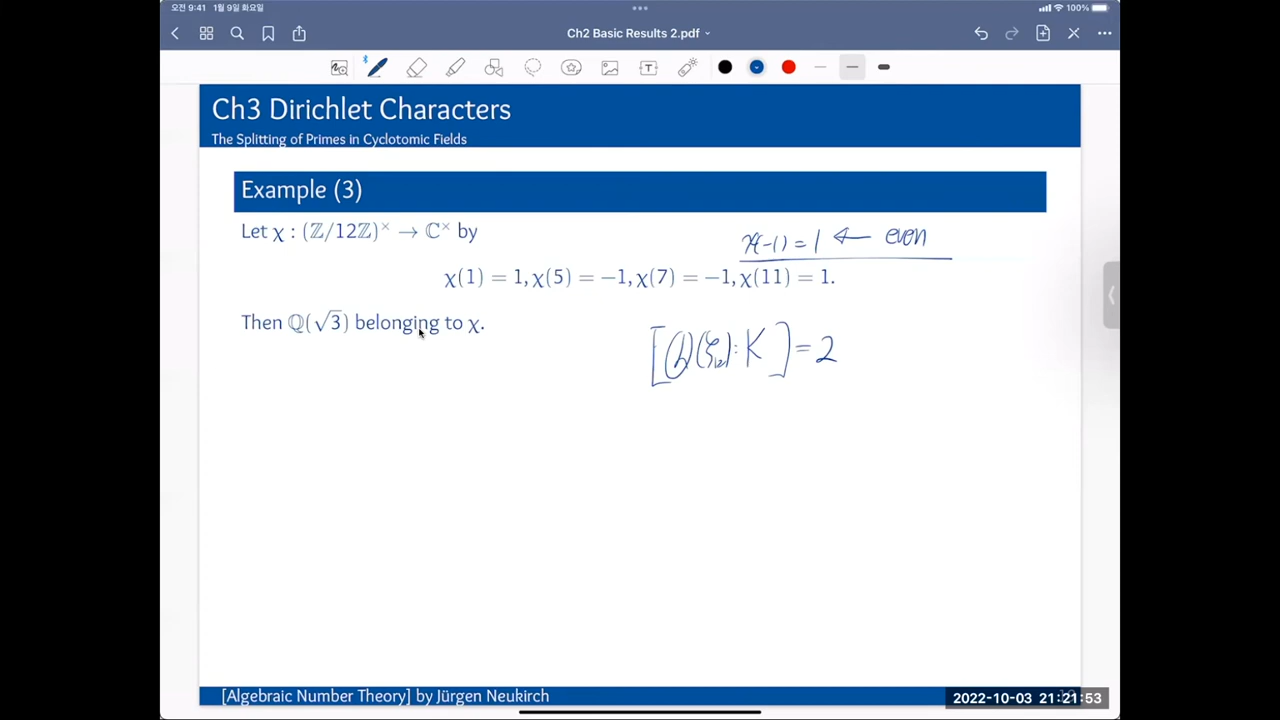 오전 9:41 1월 9일 화요일
100%
Ch2 Basic Results 2.pdf
T
Ch3 Dirichlet Characters
The Splitting of Primes in Cyclotomic Fields
Example (3)
Let χ : (ℤ/12ℤ)× → ℂ× by
χ(-1) = 1 ← even
χ(1) = 1, χ(5) = −1, χ(7) = −1, χ(11) = 1.
Then ℚ(√3) belonging to χ.
[ℚ(ζ₁₂) : K] = 2
[Algebraic Number Theory] by Jürgen Neukirch
2022-10-03 21:21:53